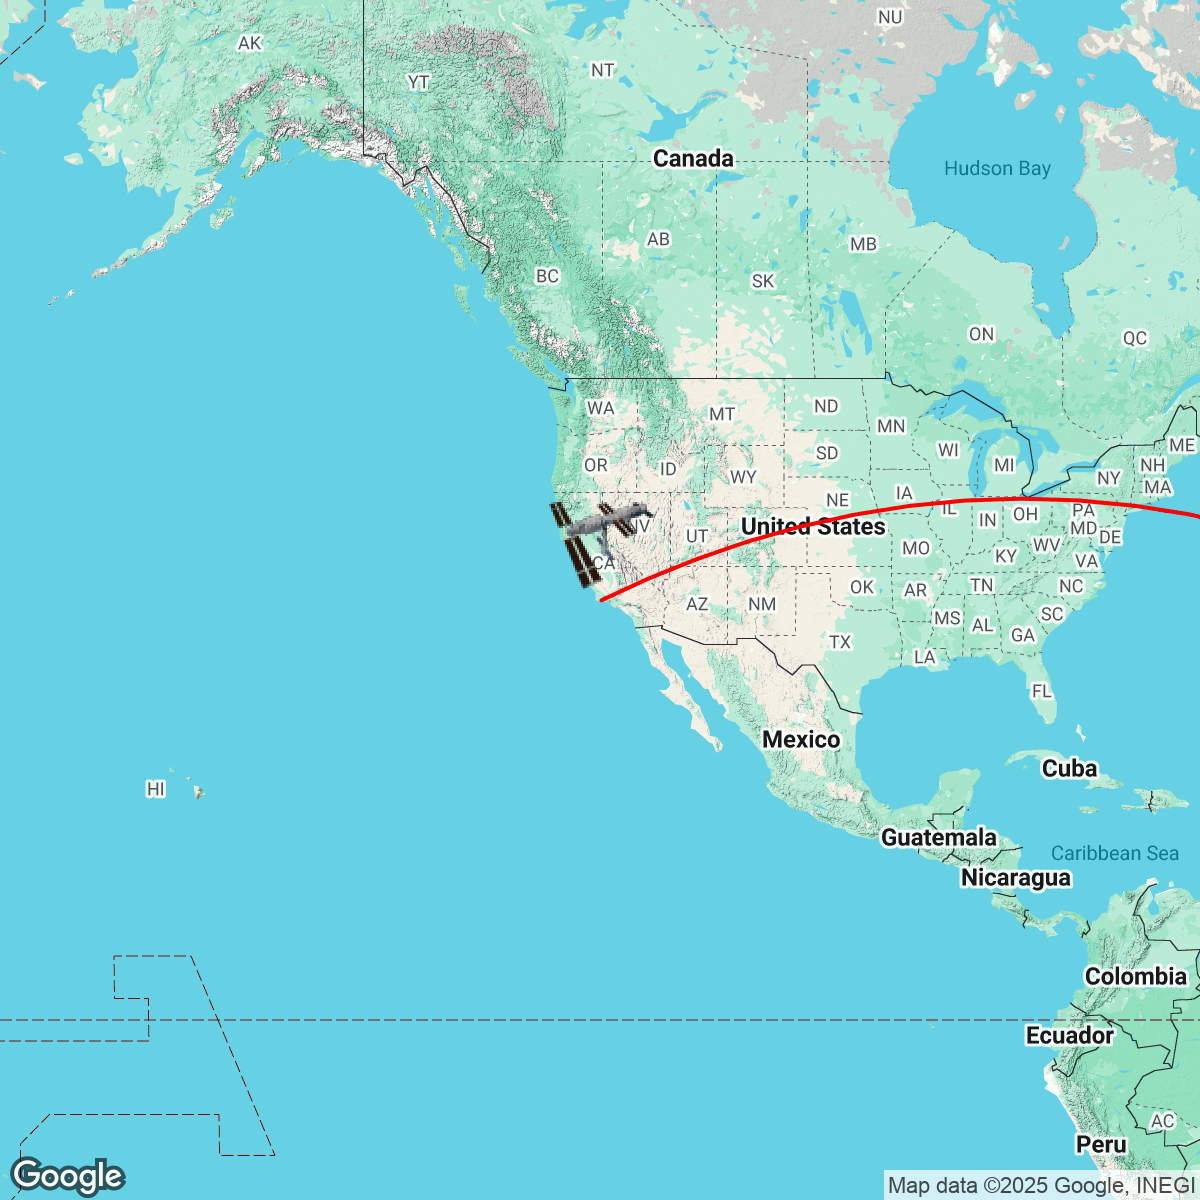 NU
AK
NT
YT
Canada
Hudson Bay
AB
MB
BC
SK
ON
QC
WA
MT
ND
MN
ME
WI
MI
NH
OR
ID
SD
WY
NY
MA
IA
NE
IL
OH
PA
NV
United States
IN
MD
UT
DE
MO
WV
KY
CA
VA
OK
AR
TN
NC
AZ
NM
MS
AL
SC
GA
TX
LA
FL
Mexico
Cuba
HI
Guatemala
Caribbean Sea
Nicaragua
Colombia
Ecuador
AC
Peru
Google
Map data ©2025 Google, INEGI